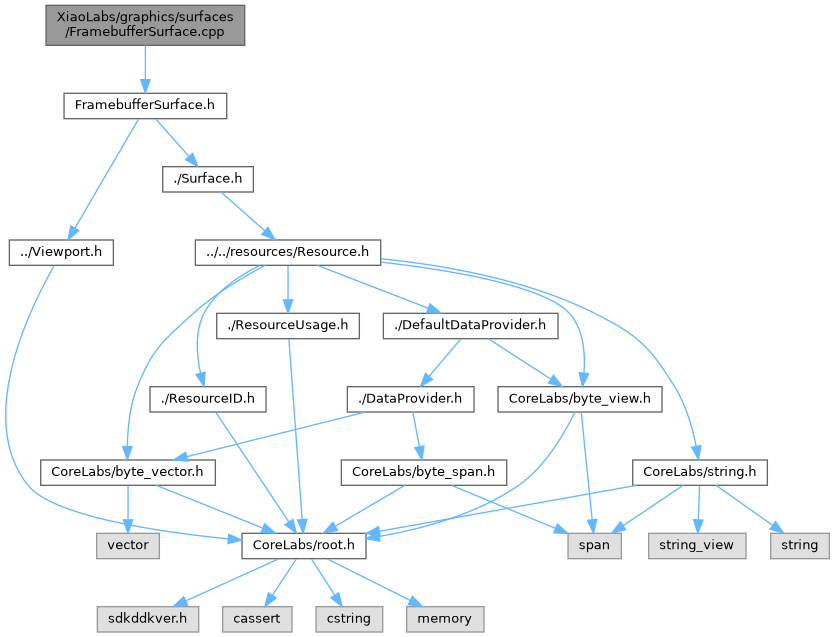 XiaoLabs/graphics/surfaces
/FramebufferSurface.cpp
FramebufferSurface.h
./Surface.h
../Viewport.h
../../resources/Resource.h
./ResourceUsage.h
./DefaultDataProvider.h
./ResourceID.h
./DataProvider.h
CoreLabs/byte_view.h
CoreLabs/byte_vector.h
CoreLabs/byte_span.h
CoreLabs/string.h
vector
CoreLabs/root.h
span
string_view
string
sdkddkver.h
cassert
cstring
memory